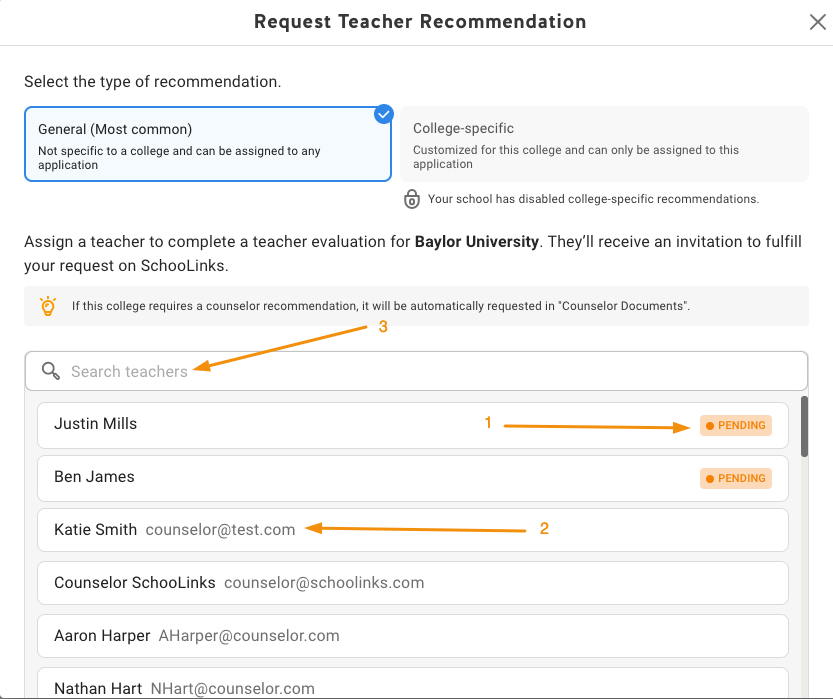 Request Teacher Recommendation
Select the type of recommendation.
General (Most common)
Not specific to a college and can be assigned to any
application
College-specific
Customized for this college and can only be assigned to this
application
Your school has disabled college-specific recommendations.
Assign a teacher to complete a teacher evaluation for Baylor University. They’ll receive an invitation to fulfill
your request on SchooLinks.
If this college requires a counselor recommendation, it will be automatically requested in "Counselor Documents".
3
Search teachers
Justin Mills 1 PENDING
Ben James PENDING
Katie Smith counselor@test.com 2
Counselor SchooLinks counselor@schoolinks.com
Aaron Harper AHarper@counselor.com
Nathan Hart NHart@counselor.com